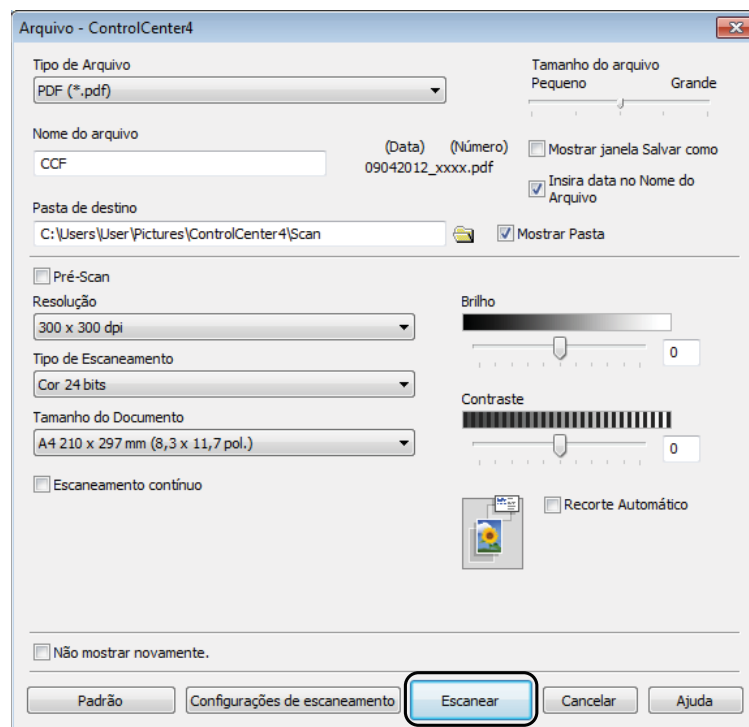 Arquivo - ControlCenter4
Tipo de Arquivo
PDF (*.pdf)
Tamanho do arquivo
Pequeno Grande
Nome do arquivo
CCF
(Data) (Número)
09042012_xxxx.pdf
Mostrar janela Salvar como
Insira data no Nome do
Arquivo
Pasta de destino
C:\Users\User\Pictures\ControlCenter4\Scan
Mostrar Pasta
Pré-Scan
Resolução
300 x 300 dpi
Tipo de Escaneamento
Cor 24 bits
Tamanho do Documento
A4 210 x 297 mm (8,3 x 11,7 pol.)
Escaneamento contínuo
Brilho
0
Contraste
0
Recorte Automático
Não mostrar novamente.
Padrão Configurações de escaneamento Escanear Cancelar Ajuda